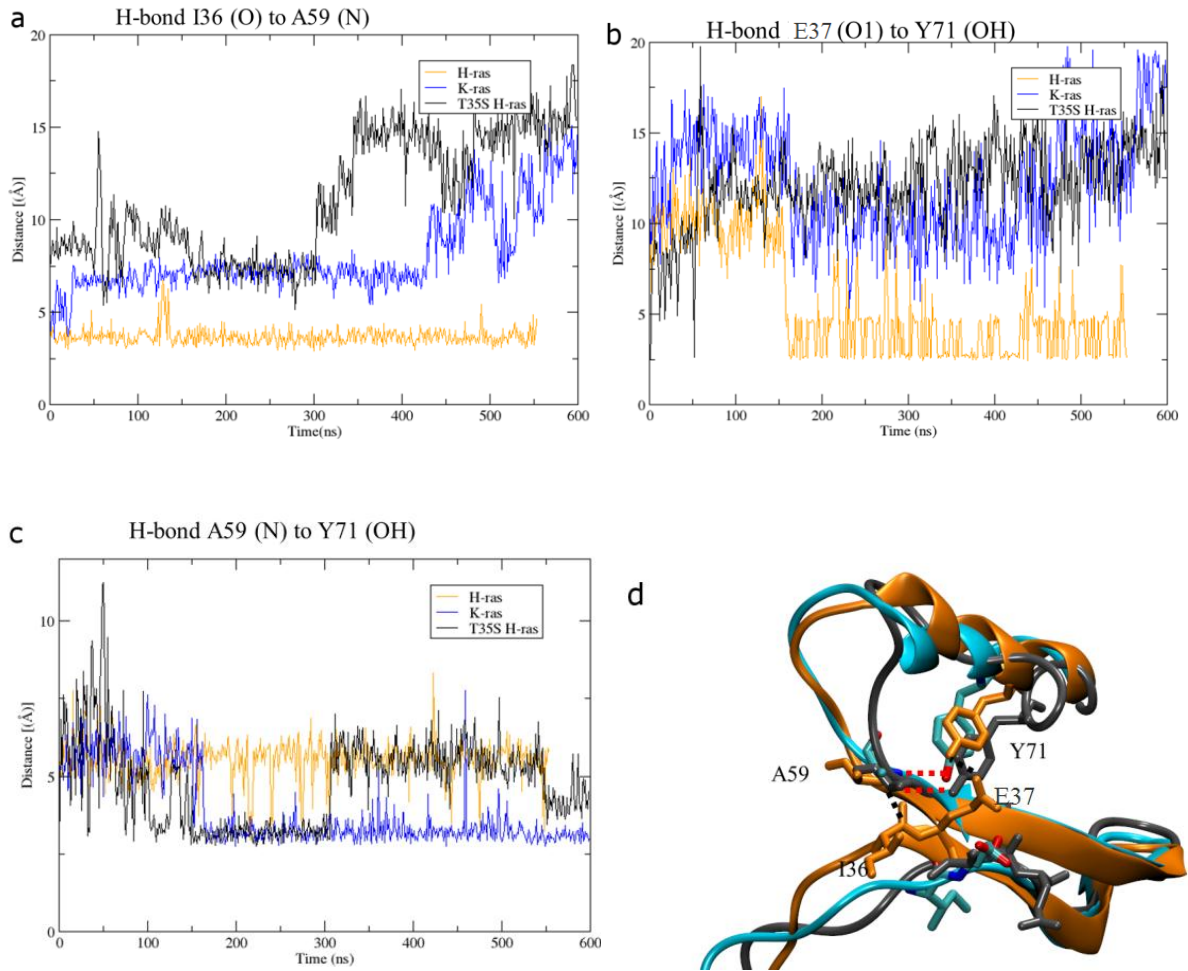 a
H-bond I36 (O) to A59 (N)
20
15
10
5
0
Distance [(Å)]
0 100 200 300 400 500 600
Time(ns)
H-ras
K-ras
T35S H-ras
b
H-bond E37 (O1) to Y71 (OH)
20
15
10
5
0
Distance [(Å)]
0 100 200 300 400 500 600
Time (ns)
H-ras
K-ras
T35S H-ras
c
H-bond A59 (N) to Y71 (OH)
10
5
0
Distance [(Å)]
0 100 200 300 400 500 600
Time (ns)
H-ras
K-ras
T35S H-ras
d
Y71
A59
E37
I36